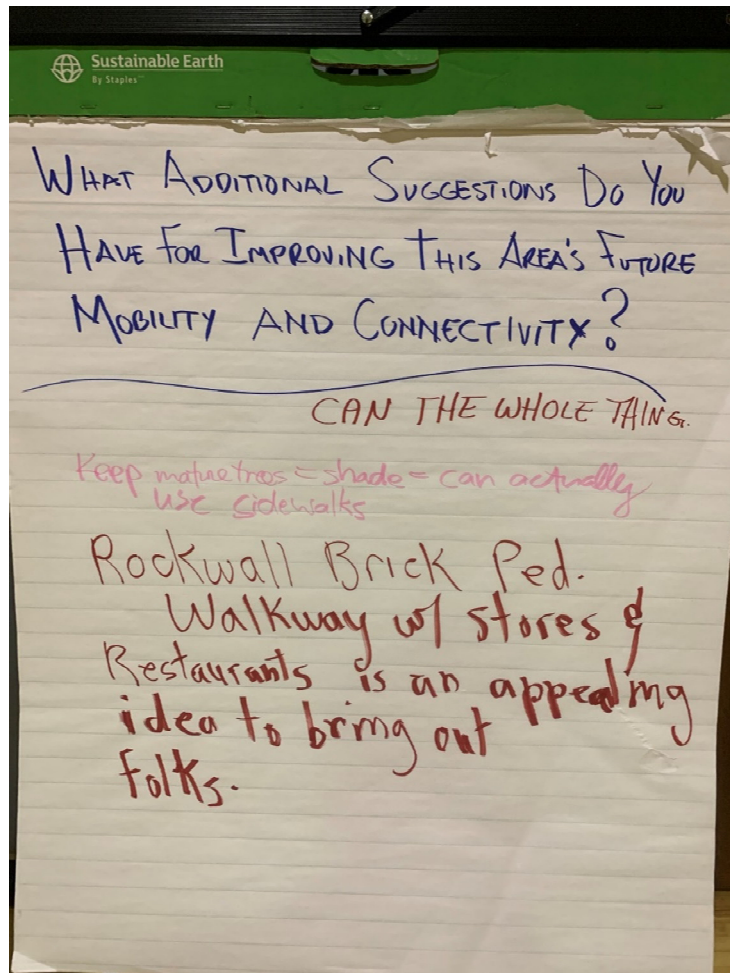 Sustainable Earth
By Staples™
WHAT ADDITIONAL SUGGESTIONS DO YOU
HAVE FOR IMPROVING THIS AREA'S FUTURE
MOBILITY AND CONNECTIVITY?
CAN THE WHOLE THING.
Keep mature trees = shade = can actually
use sidewalks
Rockwall Brick Ped.
Walkway w/ stores &
Restaurants is an appealing
idea to bring out
folks.